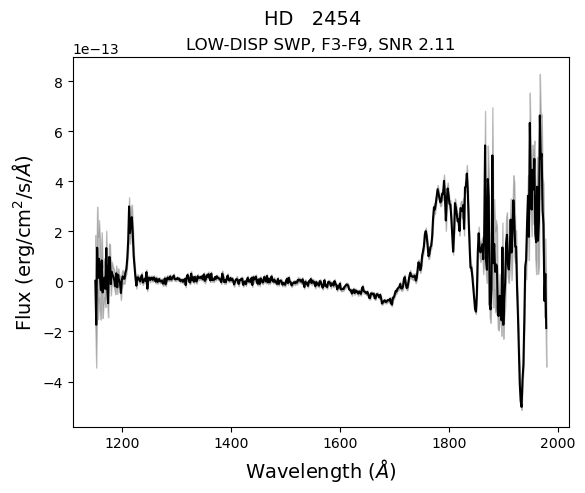 HD 2454
LOW-DISP SWP, F3-F9, SNR 2.11
1e−13
8
6
4
2
0
−2
−4
Flux (erg/cm²/s/Å)
1200 1400 1600 1800 2000
Wavelength (Å)